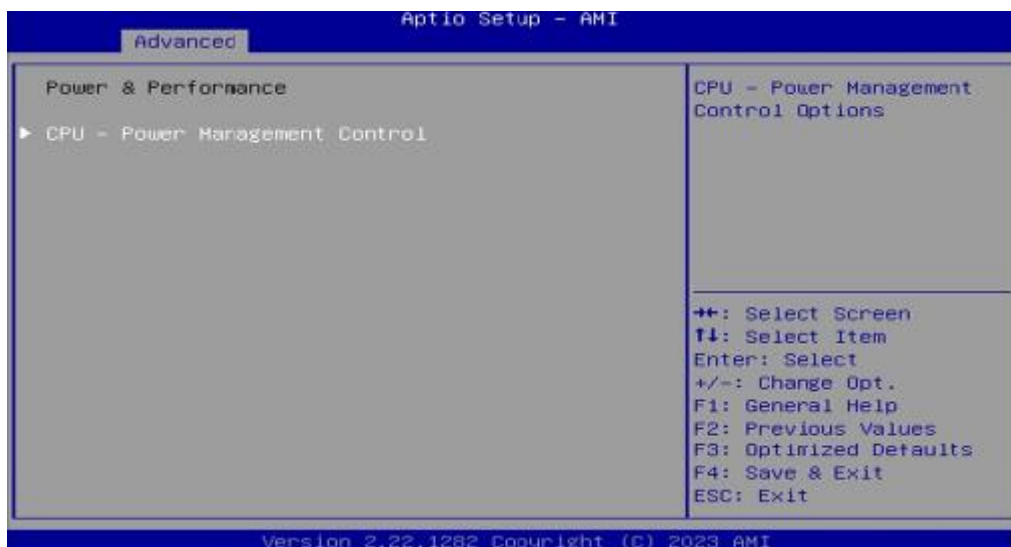 Aptio Setup – AMI
Advanced
Power & Performance
► CPU – Power Management Control
CPU – Power Management
Control Options
→←: Select Screen
↑↓: Select Item
Enter: Select
+/-: Change Opt.
F1: General Help
F2: Previous Values
F3: Optimized Defaults
F4: Save & Exit
ESC: Exit
Version 2.22.1282 Copyright (C) 2023 AMI